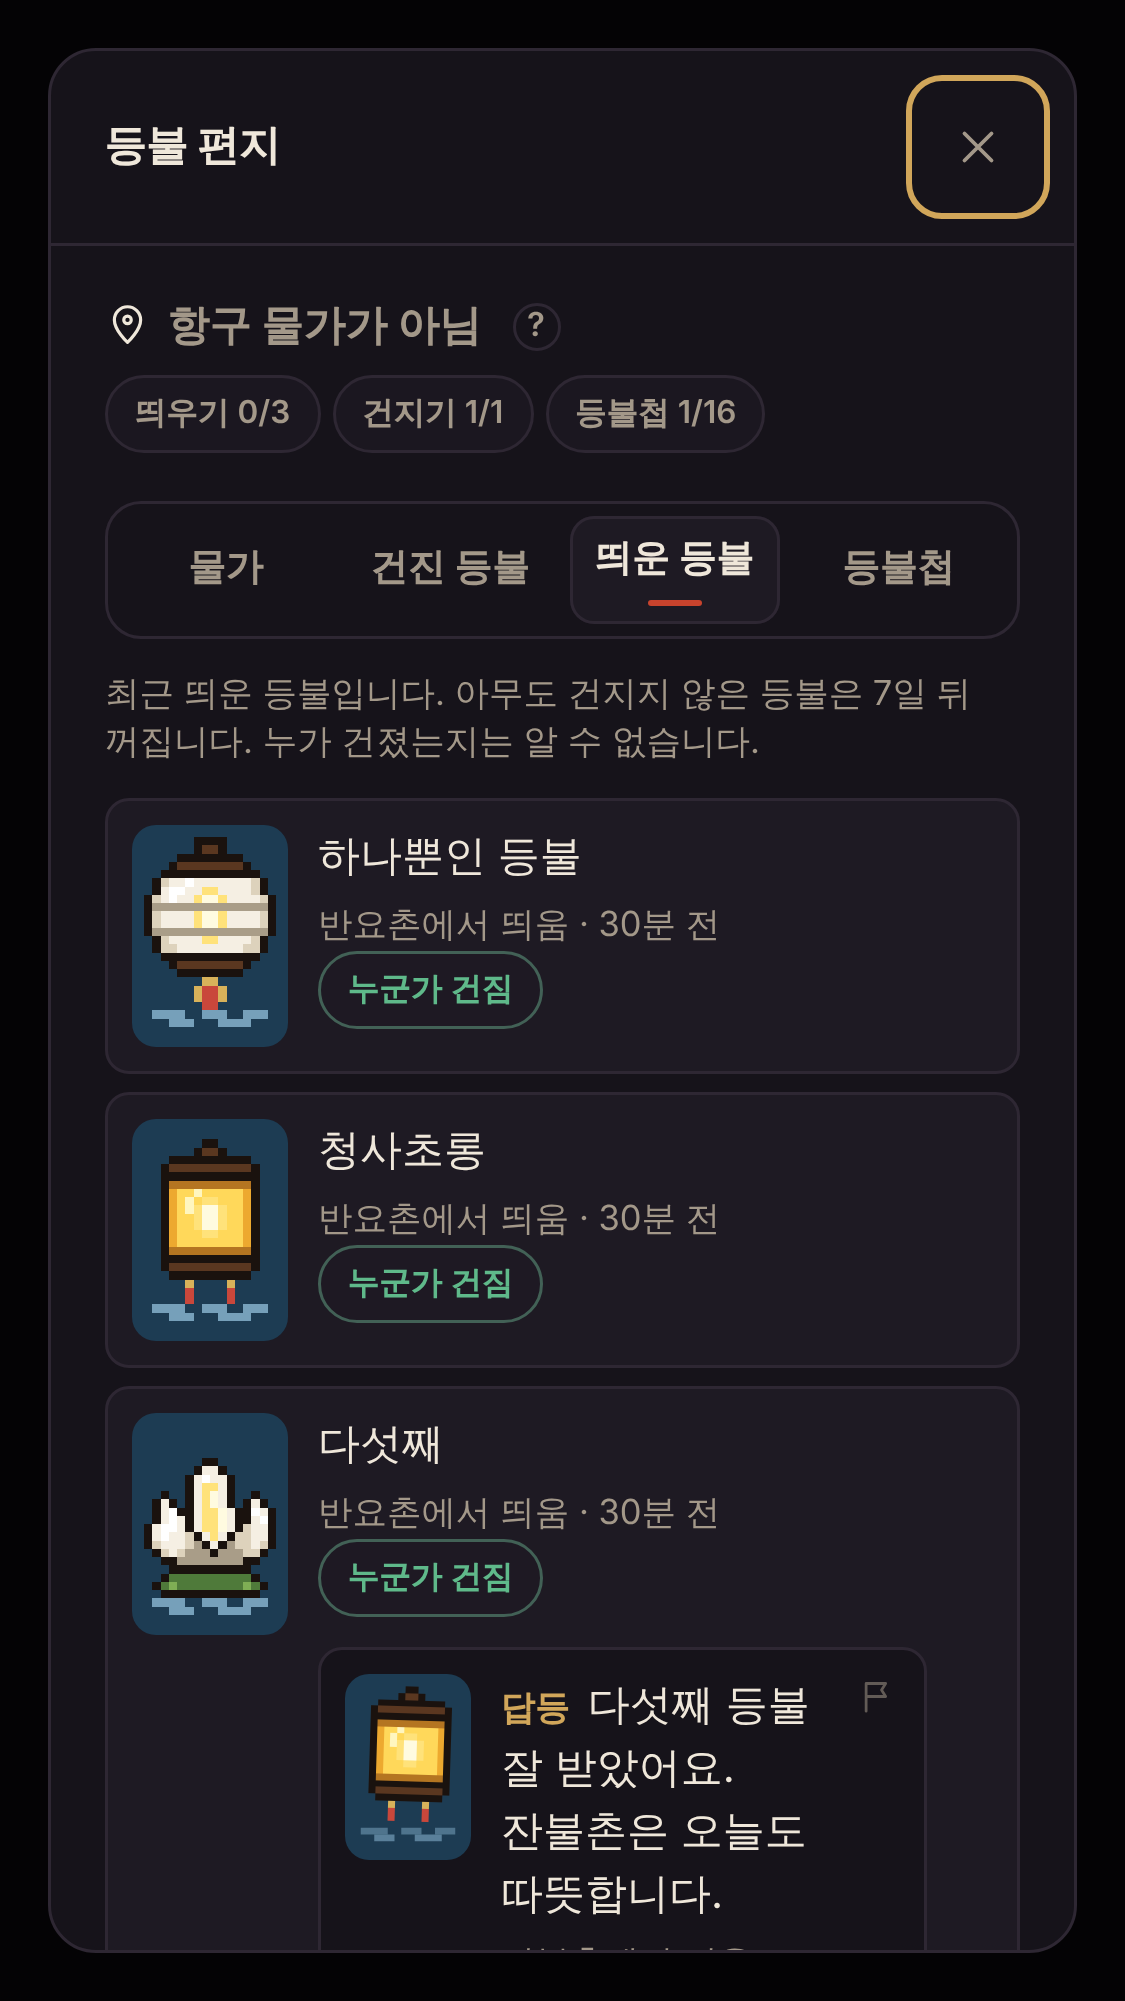 등불 편지
항구 물가가 아님 ?
띄우기 0/3 건지기 1/1 등불첩 1/16
물가 건진 등불 띄운 등불 등불첩
최근 띄운 등불입니다. 아무도 건지지 않은 등불은 7일 뒤
꺼집니다. 누가 건졌는지는 알 수 없습니다.
하나뿐인 등불
반요촌에서 띄움 · 30분 전
누군가 건짐
청사초롱
반요촌에서 띄움 · 30분 전
누군가 건짐
다섯째
반요촌에서 띄움 · 30분 전
누군가 건짐
답등 다섯째 등불
잘 받았어요.
잔불촌은 오늘도
따뜻합니다.